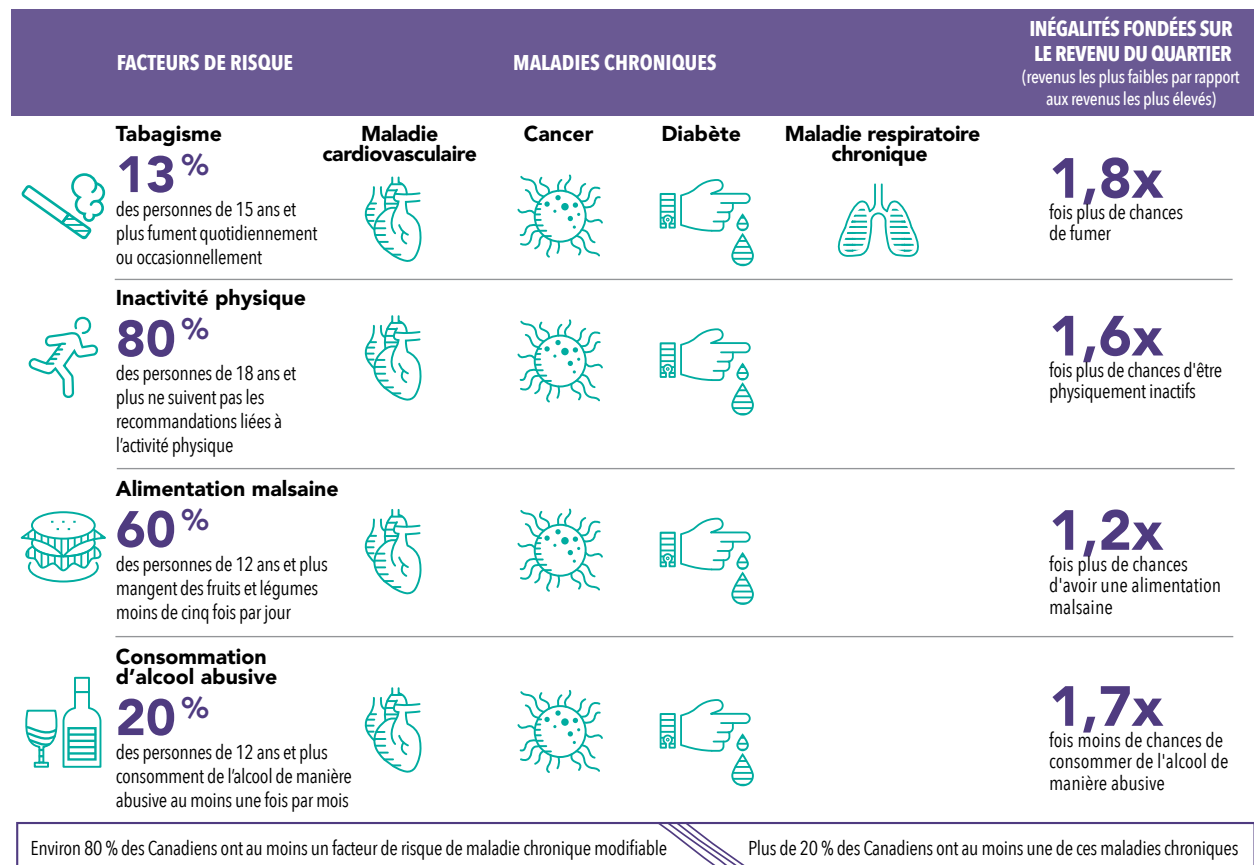 FACTEURS DE RISQUE
MALADIES CHRONIQUES
INÉGALITÉS FONDÉES SUR
LE REVENU DU QUARTIER
(revenus les plus faibles par rapport
aux revenus les plus élevés)
Tabagisme
13 %
des personnes de 15 ans et
plus fument quotidiennement
ou occasionnellement
Maladie
cardiovasculaire
Cancer
Diabète
Maladie respiratoire
chronique
1,8x
fois plus de chances
de fumer
Inactivité physique
80 %
des personnes de 18 ans et
plus ne suivent pas les
recommandations liées à
l'activité physique
1,6x
fois plus de chances d'être
physiquement inactifs
Alimentation malsaine
60 %
des personnes de 12 ans et plus
mangent des fruits et légumes
moins de cinq fois par jour
1,2x
fois plus de chances
d'avoir une alimentation
malsaine
Consommation
d'alcool abusive
20 %
des personnes de 12 ans et plus
consomment de l'alcool de manière
abusive au moins une fois par mois
1,7x
fois moins de chances de
consommer de l'alcool de
manière abusive
Environ 80 % des Canadiens ont au moins un facteur de risque de maladie chronique modifiable
Plus de 20 % des Canadiens ont au moins une de ces maladies chroniques